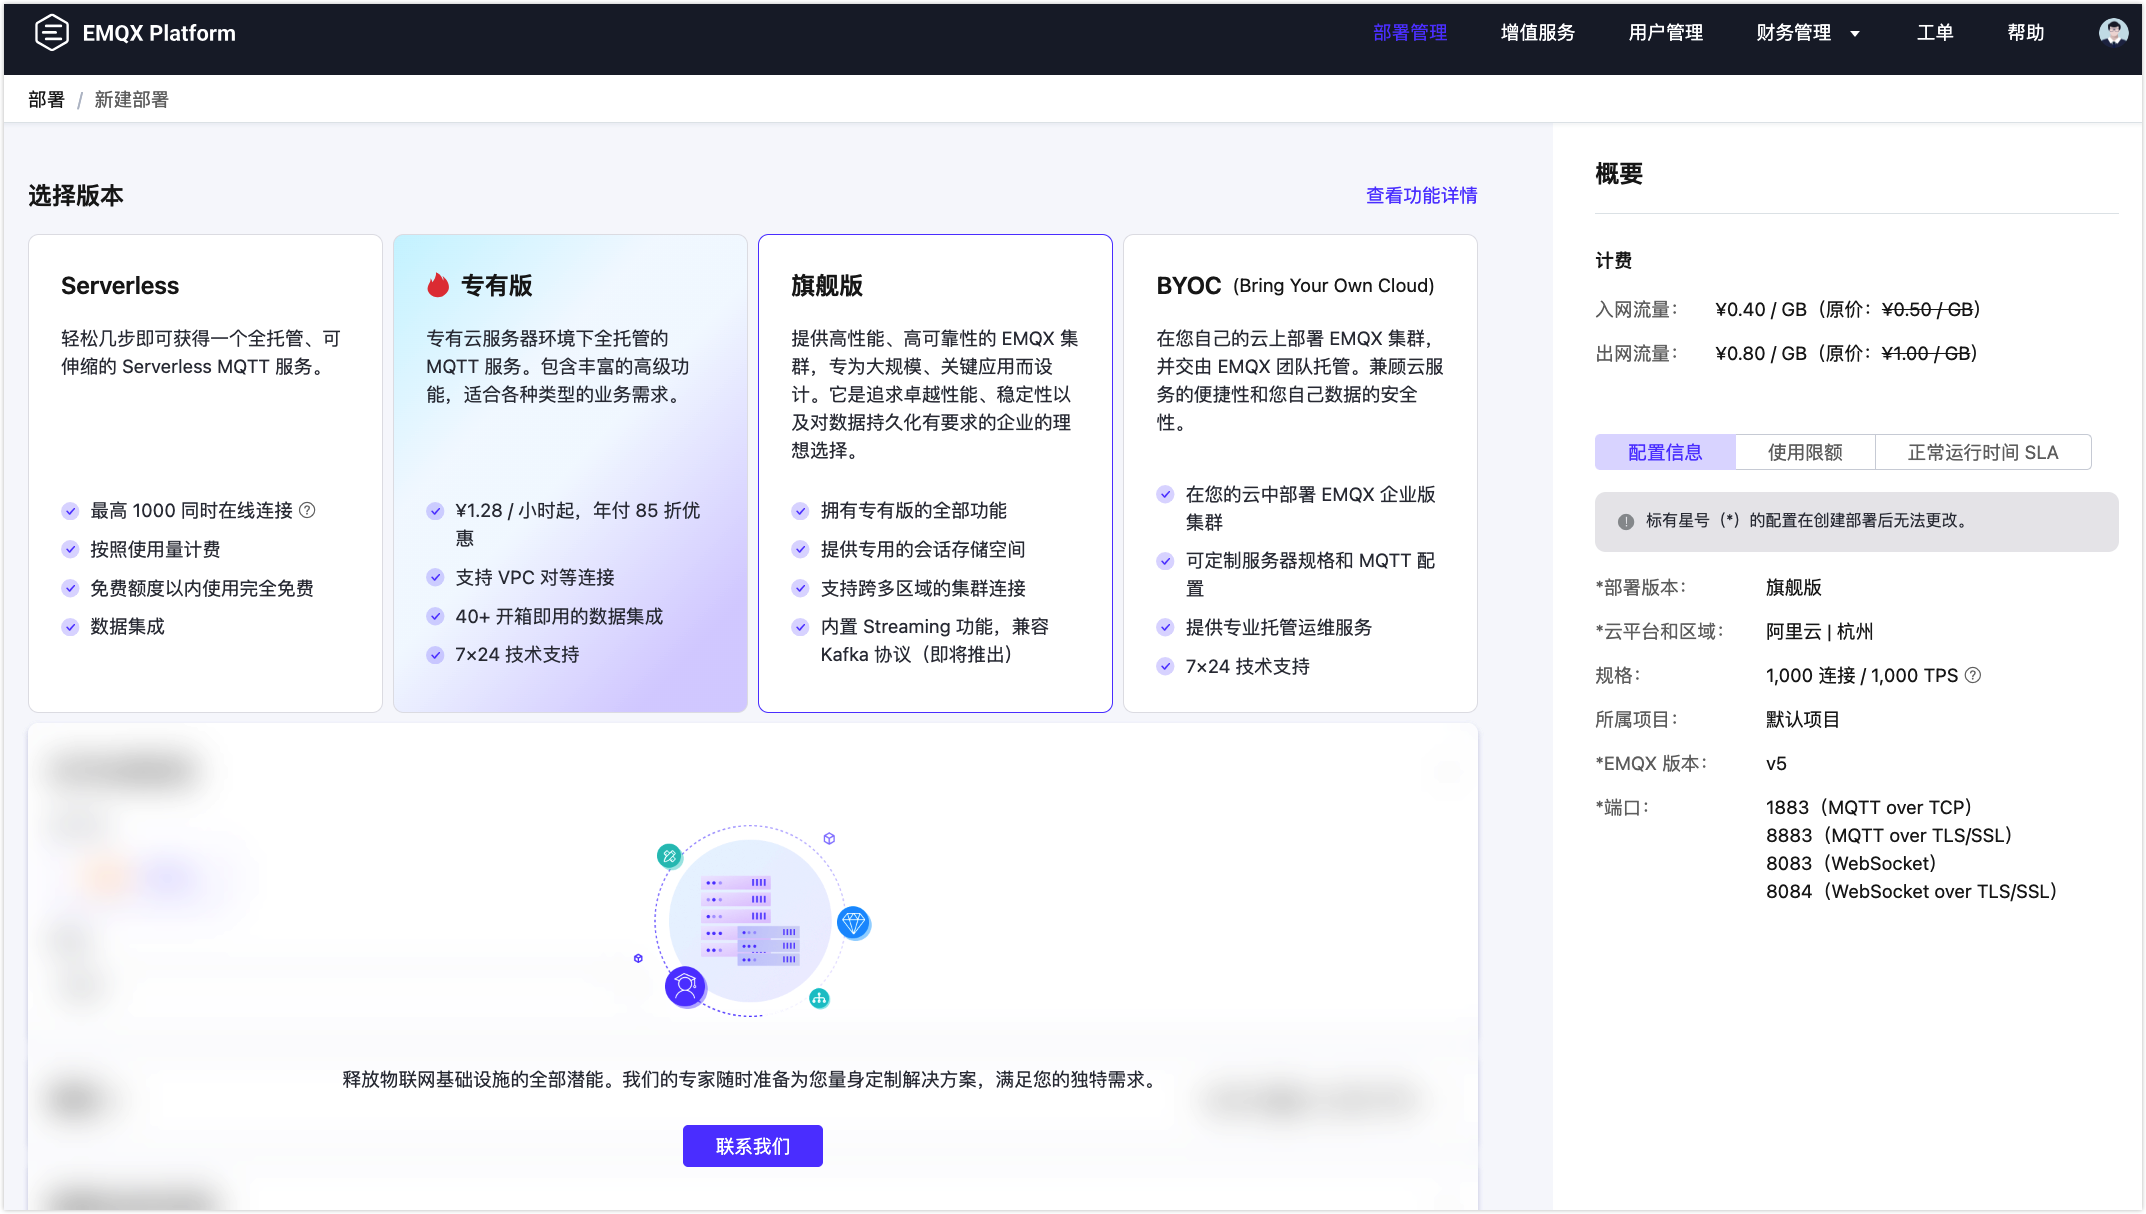 EMQX Platform
部署管理
增值服务
用户管理
财务管理
工单
帮助
部署 / 新建部署
选择版本
查看功能详情
Serverless
轻松几步即可获得一个全托管、可
伸缩的 Serverless MQTT 服务。
最高 1000 同时在线连接
按照使用量计费
免费额度以内使用完全免费
数据集成
专有版
专有云服务器环境下全托管的
MQTT 服务。包含丰富的高级功
能，适合各种类型的业务需求。
¥1.28 / 小时起，年付 85 折优
惠
支持 VPC 对等连接
40+ 开箱即用的数据集成
7×24 技术支持
旗舰版
提供高性能、高可靠性的 EMQX 集
群，专为大规模、关键应用而设
计。它是追求卓越性能、稳定性以
及对数据持久化有要求的企业的理
想选择。
拥有专有版的全部功能
提供专用的会话存储空间
支持跨多区域的集群连接
内置 Streaming 功能，兼容
Kafka 协议（即将推出）
BYOC (Bring Your Own Cloud)
在您自己的云上部署 EMQX 集群，
并交由 EMQX 团队托管。兼顾云服
务的便捷性和您自己数据的安全
性。
在您的云中部署 EMQX 企业版
集群
可定制服务器规格和 MQTT 配
置
提供专业托管运维服务
7×24 技术支持
释放物联网基础设施的全部潜能。我们的专家随时准备为您量身定制解决方案，满足您的独特需求。
联系我们
概要
计费
入网流量： ¥0.40 / GB（原价：¥0.50 / GB）
出网流量： ¥0.80 / GB（原价：¥1.00 / GB）
配置信息
使用限额
正常运行时间 SLA
标有星号（*）的配置在创建部署后无法更改。
*部署版本： 旗舰版
*云平台和区域： 阿里云 | 杭州
规格： 1,000 连接 / 1,000 TPS
所属项目： 默认项目
*EMQX 版本： v5
*端口： 1883（MQTT over TCP）
8883（MQTT over TLS/SSL）
8083（WebSocket）
8084（WebSocket over TLS/SSL）